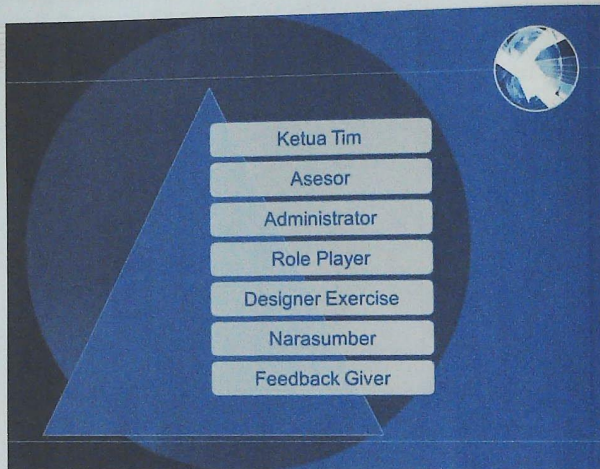 Ketua Tim
Asesor
Administrator
Role Player
Designer Exercise
Narasumber
Feedback Giver